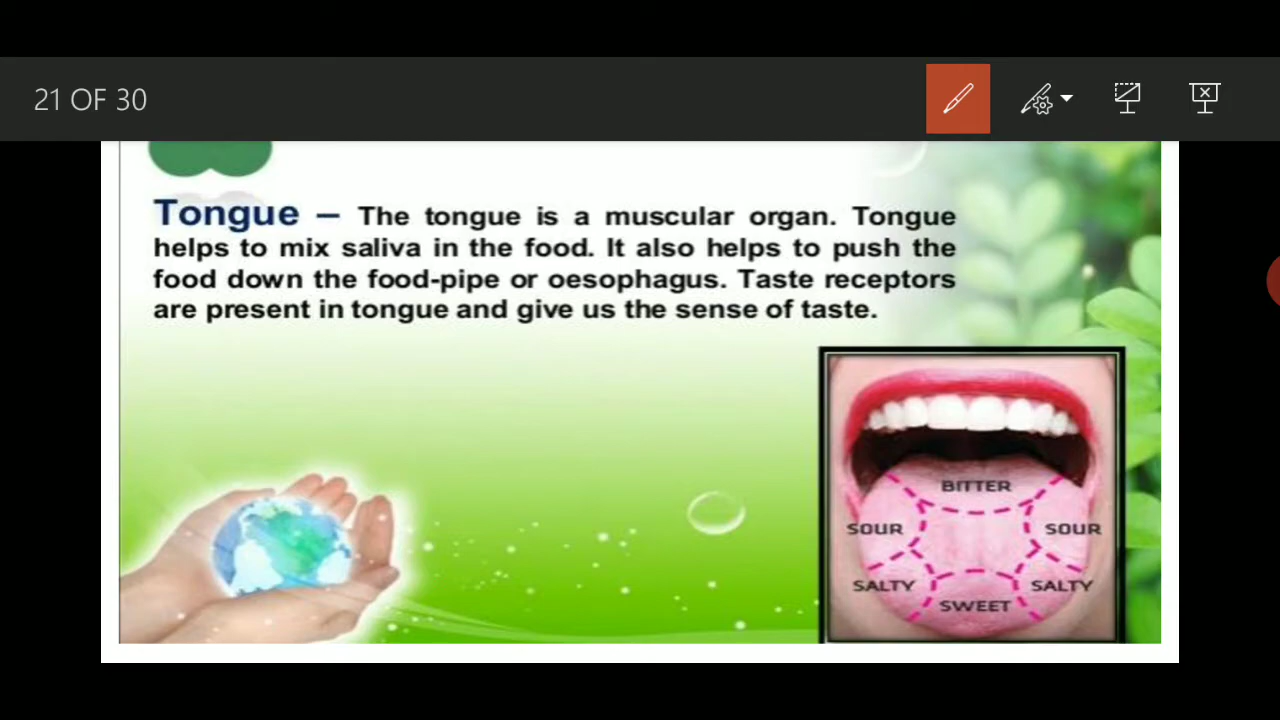 21 OF 30
Tongue – The tongue is a muscular organ. Tongue
helps to mix saliva in the food. It also helps to push the
food down the food-pipe or oesophagus. Taste receptors
are present in tongue and give us the sense of taste.
BITTER
SOUR SOUR
SALTY SALTY
SWEET